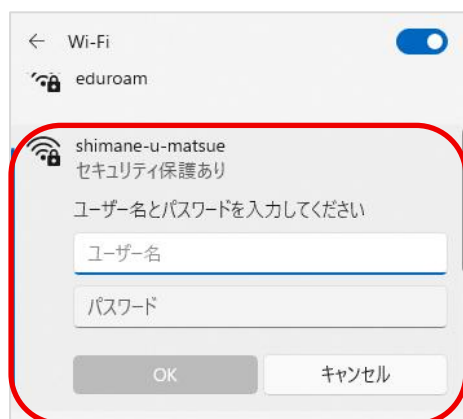 Wi-Fi
eduroam
shimane-u-matsue
セキュリティ保護あり
ユーザー名とパスワードを入力してください
ユーザー名
パスワード
OK
キャンセル